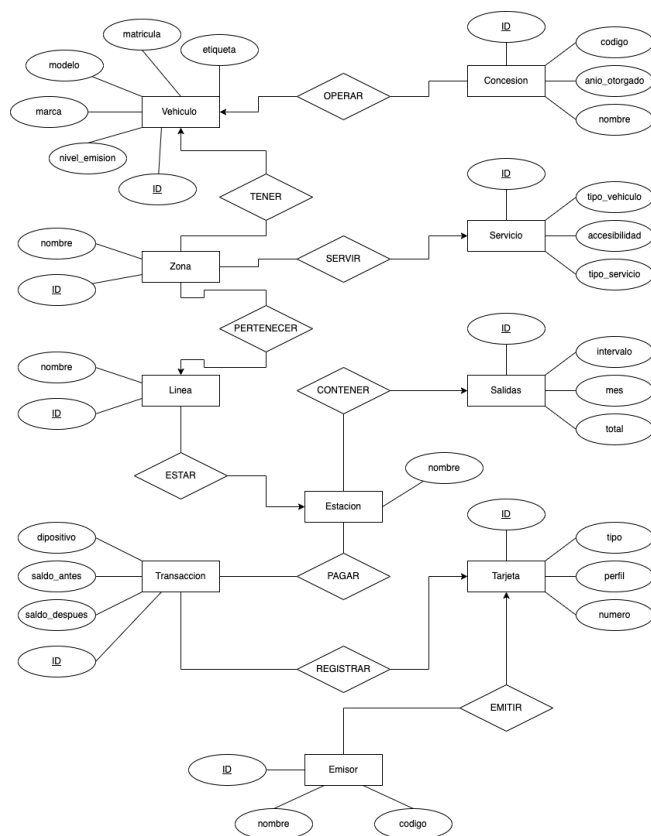 matricula
etiqueta
modelo
marca
Vehiculo
nivel_emision
ID
OPERAR
ID
Concesion
codigo
anio_otorgado
nombre
TENER
nombre
ID
Zona
SERVIR
ID
Servicio
tipo_vehiculo
accesibilidad
tipo_servicio
PERTENECER
nombre
ID
Linea
CONTENER
ID
Salidas
intervalo
mes
total
ESTAR
Estacion
nombre
dipositivo
saldo_antes
saldo_despues
ID
Transaccion
PAGAR
ID
Tarjeta
tipo
perfil
numero
REGISTRAR
EMITIR
ID
Emisor
nombre
codigo